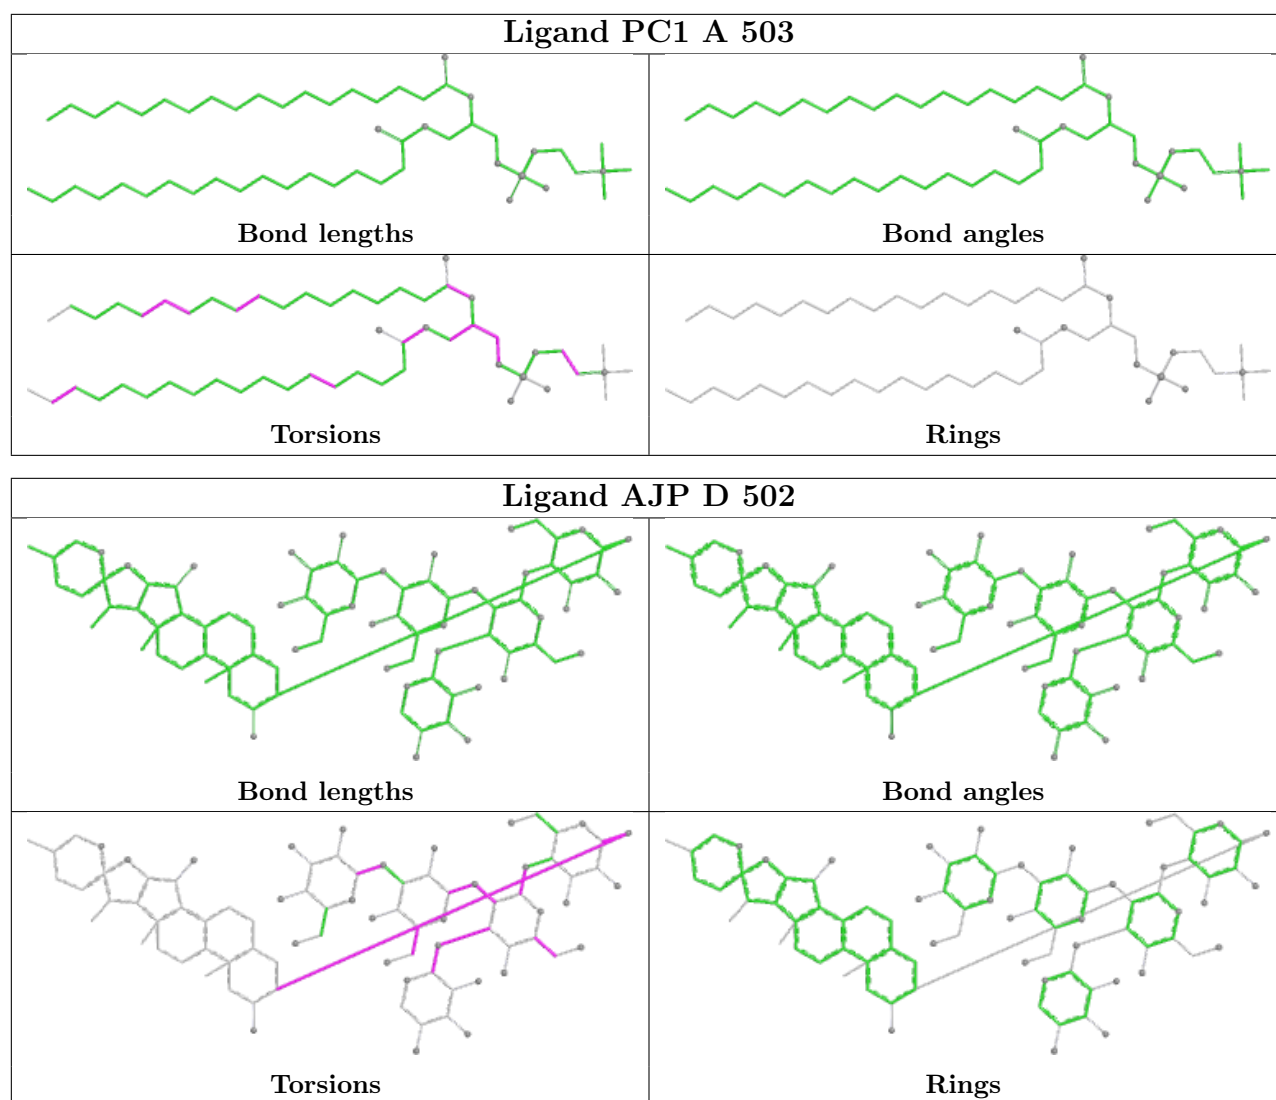 Ligand PC1 A 503
Bond lengths
Bond angles
Torsions
Rings
Ligand AJP D 502
Bond lengths
Bond angles
Torsions
Rings